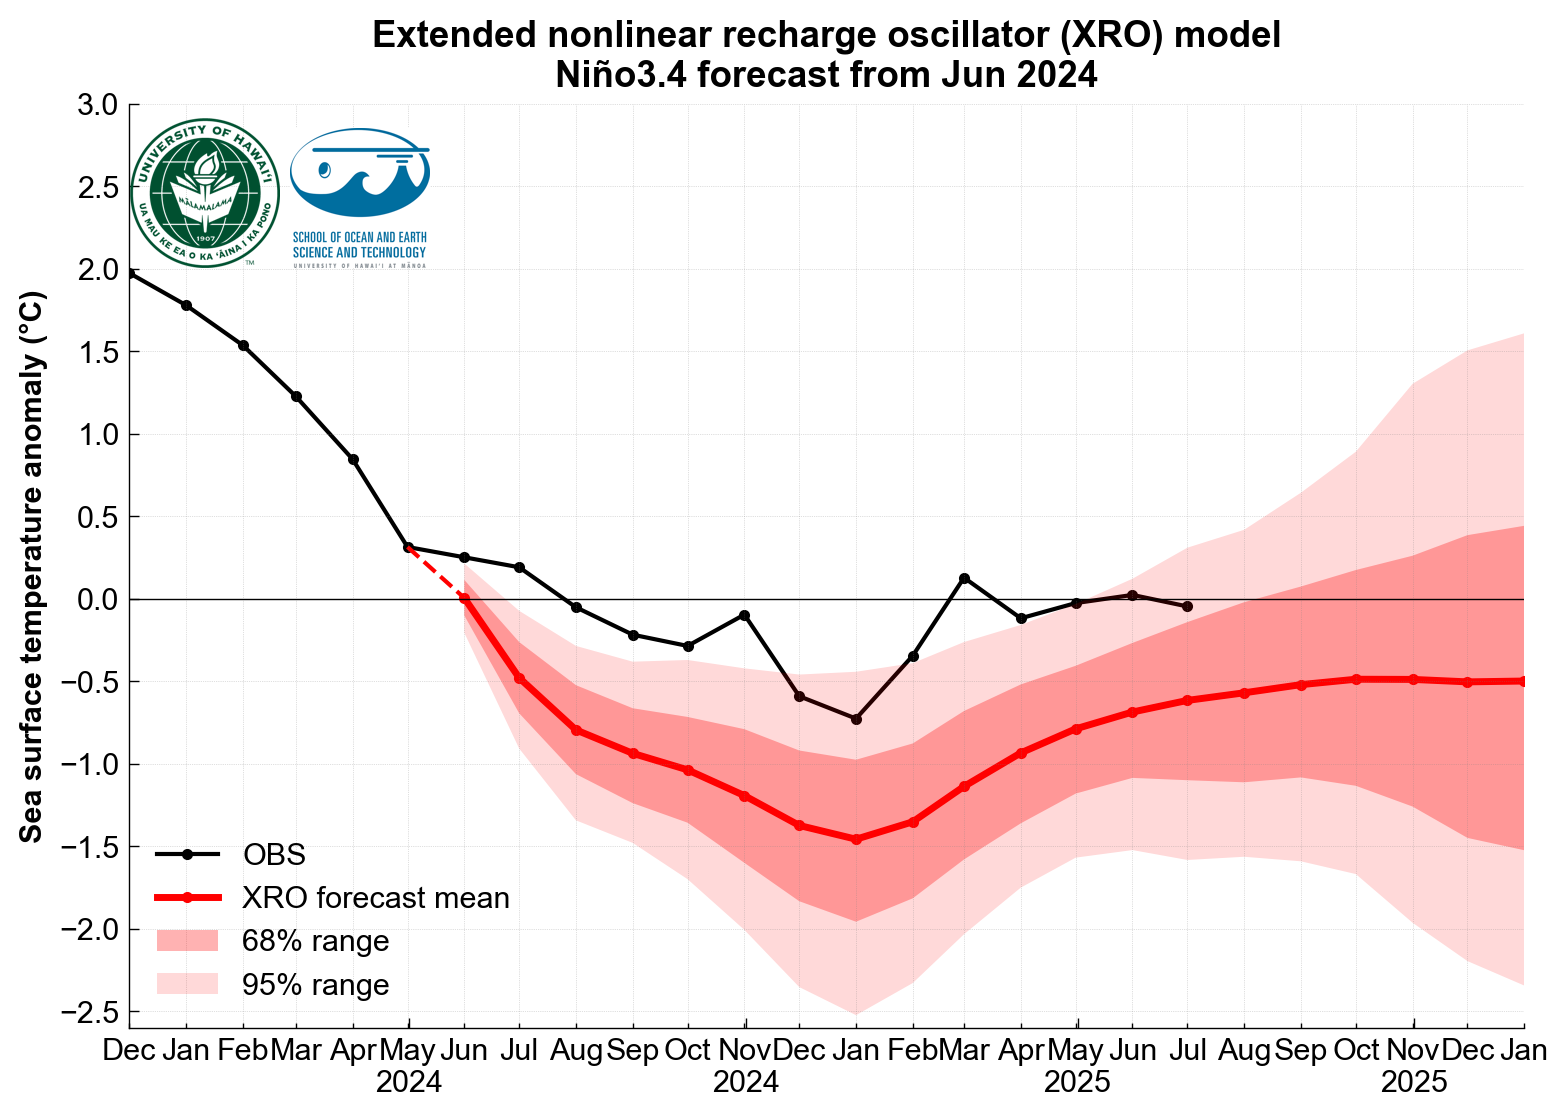 Extended nonlinear recharge oscillator (XRO) model
Niño3.4 forecast from Jun 2024
Sea surface temperature anomaly (°C)
3.0
2.5
2.0
1.5
1.0
0.5
0.0
−0.5
−1.0
−1.5
−2.0
−2.5
UNIVERSITY OF HAWAIʻI
MĀLAMALAMA
1907
UA MAU KE EA O KA ʻĀINA I KA PONO
TM
SCHOOL OF OCEAN AND EARTH
SCIENCE AND TECHNOLOGY
UNIVERSITY OF HAWAIʻI AT MĀNOA
OBS
XRO forecast mean
68% range
95% range
Dec Jan Feb Mar Apr May Jun Jul Aug Sep Oct Nov Dec Jan Feb Mar Apr May Jun Jul Aug Sep Oct Nov Dec Jan
2024 2024 2025 2025